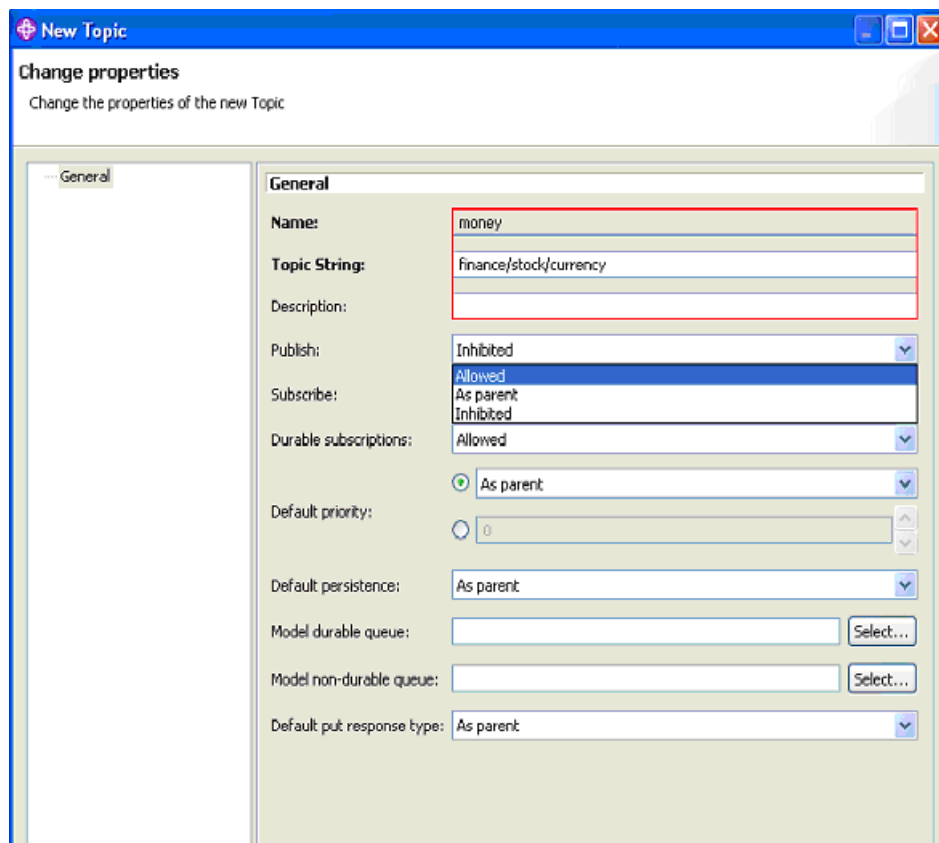 New Topic
Change properties
Change the properties of the new Topic
General
General
Name: money
Topic String: finance/stock/currency
Description:
Publish: Inhibited
Allowed
Subscribe: As parent
Inhibited
Durable subscriptions: Allowed
As parent
Default priority:
0
Default persistence: As parent
Model durable queue: Select...
Model non-durable queue: Select...
Default put response type: As parent